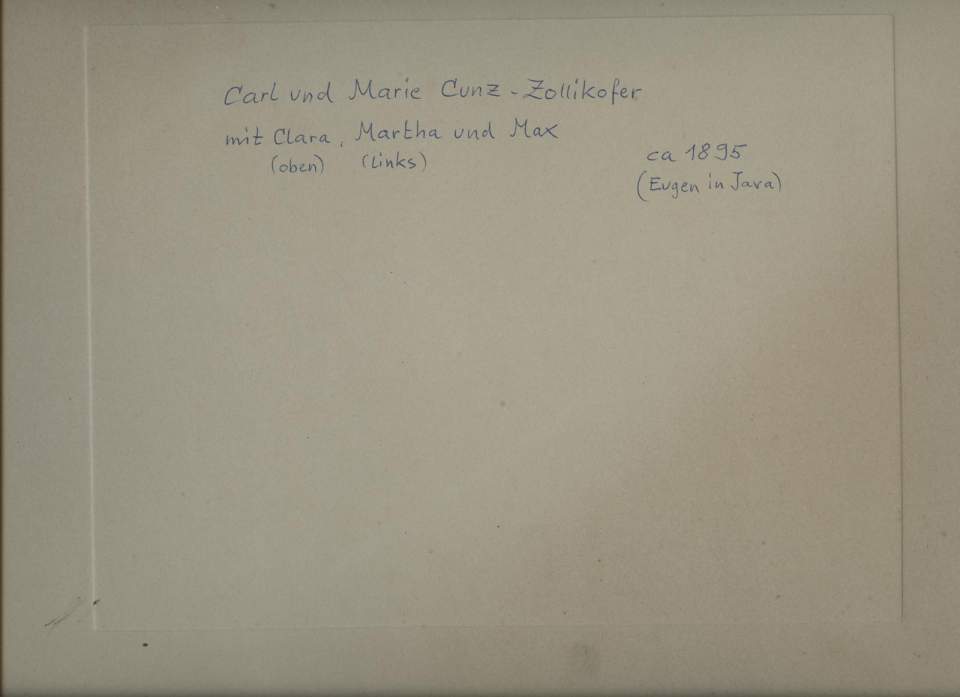 Carl und Marie Cunz-Zollikofer
mit Clara, Martha und Max
(oben) (links)
ca 1895
(Eugen in Java)